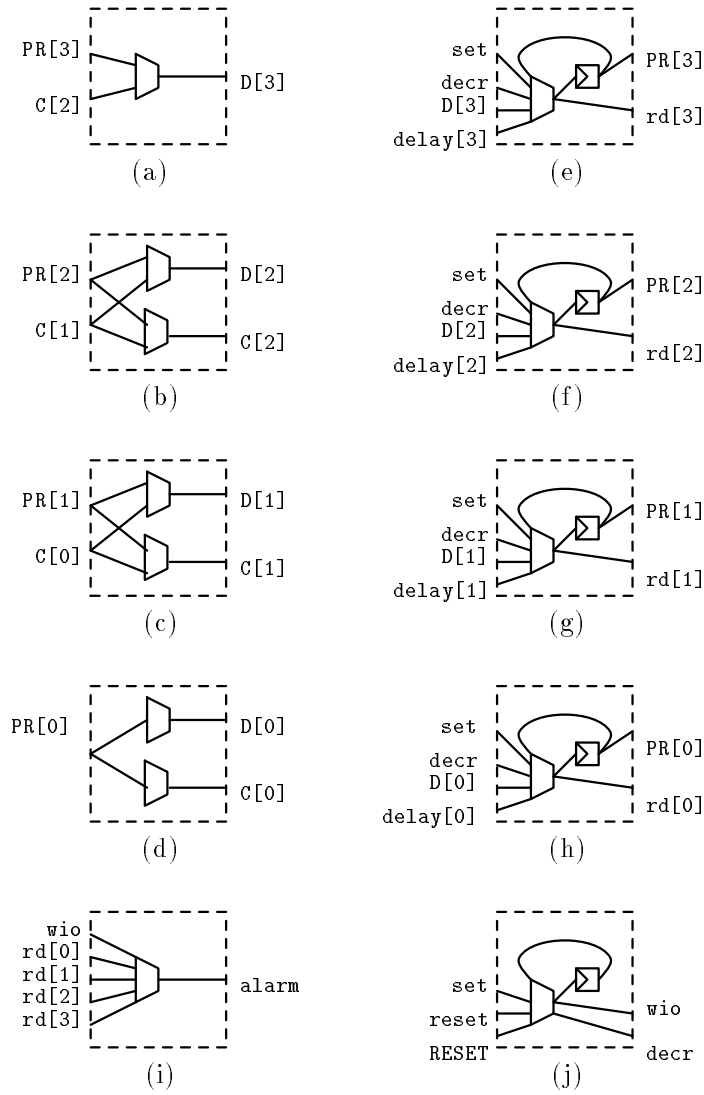 PR[3]
C[2]
D[3]
(a)
set
decr
D[3]
delay[3]
PR[3]
rd[3]
(e)
PR[2]
C[1]
D[2]
C[2]
(b)
set
decr
D[2]
delay[2]
PR[2]
rd[2]
(f)
PR[1]
C[0]
D[1]
C[1]
(c)
set
decr
D[1]
delay[1]
PR[1]
rd[1]
(g)
PR[0]
D[0]
C[0]
(d)
set
decr
D[0]
delay[0]
PR[0]
rd[0]
(h)
wio
rd[0]
rd[1]
rd[2]
rd[3]
alarm
(i)
set
reset
RESET
wio
decr
(j)